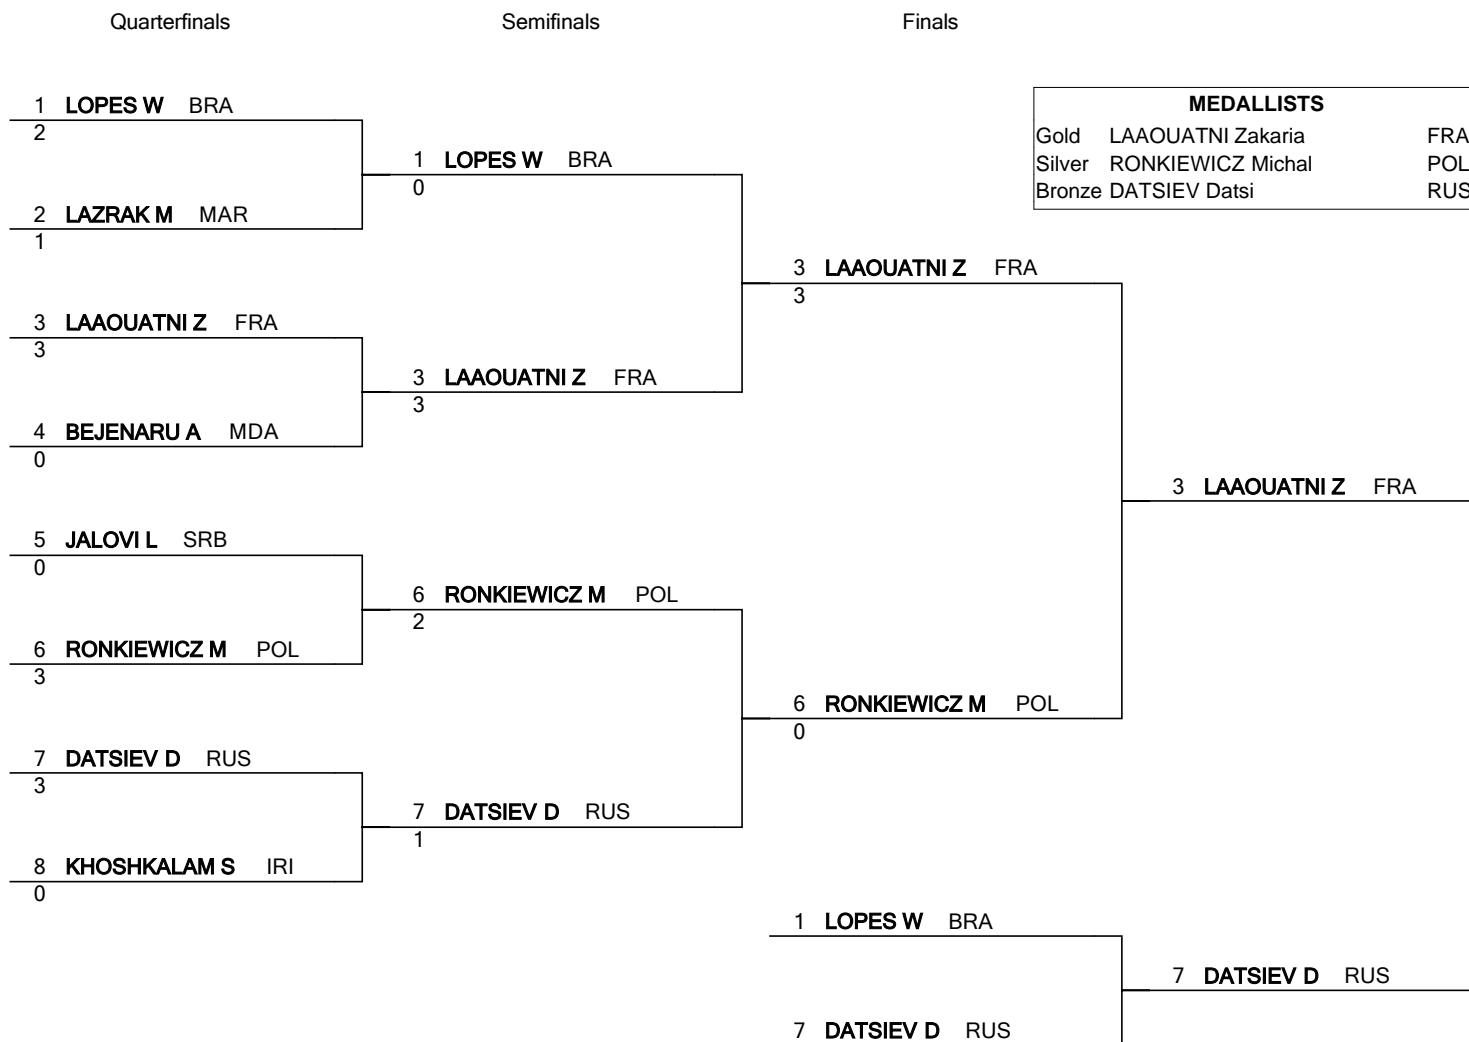 Quarterfinals Semifinals Finals
1 LOPES W BRA
2
2 LAZRAK M MAR
1
3 LAAOUATNI Z FRA
3
4 BEJENARU A MDA
0
5 JALOVI L SRB
0
6 RONKIEWICZ M POL
3
7 DATSIEV D RUS
3
8 KHOSHKALAM S IRI
0
1 LOPES W BRA
0
3 LAAOUATNI Z FRA
3
6 RONKIEWICZ M POL
2
7 DATSIEV D RUS
1
3 LAAOUATNI Z FRA
3
6 RONKIEWICZ M POL
0
3 LAAOUATNI Z FRA
MEDALLISTS
Gold LAAOUATNI Zakaria FRA
Silver RONKIEWICZ Michal POL
Bronze DATSIEV Datsi RUS
1 LOPES W BRA
7 DATSIEV D RUS
7 DATSIEV D RUS